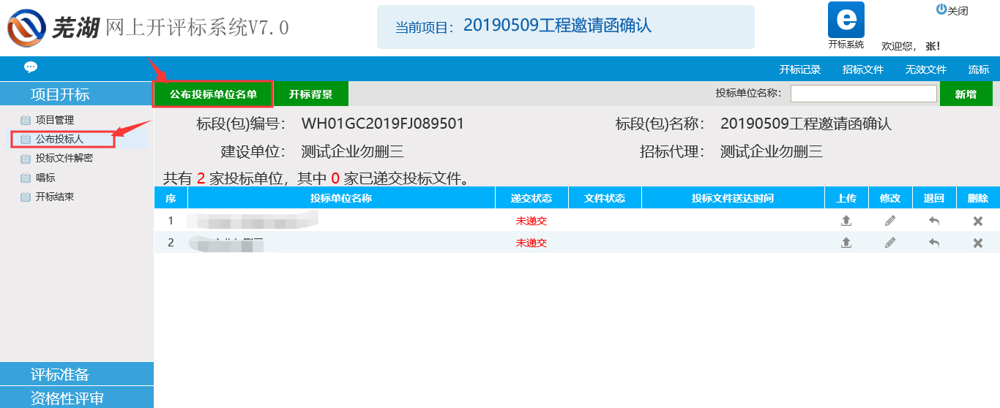 芜湖 网上开评标系统V7.0
当前项目： 20190509工程邀请函确认
开标系统
关闭
欢迎您， 张！
开标记录 招标文件 无效文件 流标
项目开标
项目管理
公布投标人
投标文件解密
唱标
开标结束
评标准备
资格性评审
公布投标单位名单 开标背景 投标单位名称： 新增
标段(包)编号： WH01GC2019FJ089501 标段(包)名称： 20190509工程邀请函确认
建设单位： 测试企业勿删三 招标代理： 测试企业勿删三
共有 2 家投标单位，其中 0 家已递交投标文件。
序 投标单位名称 递交状态 文件状态 投标文件送达时间 上传 修改 退回 删除
1 未递交
2 未递交